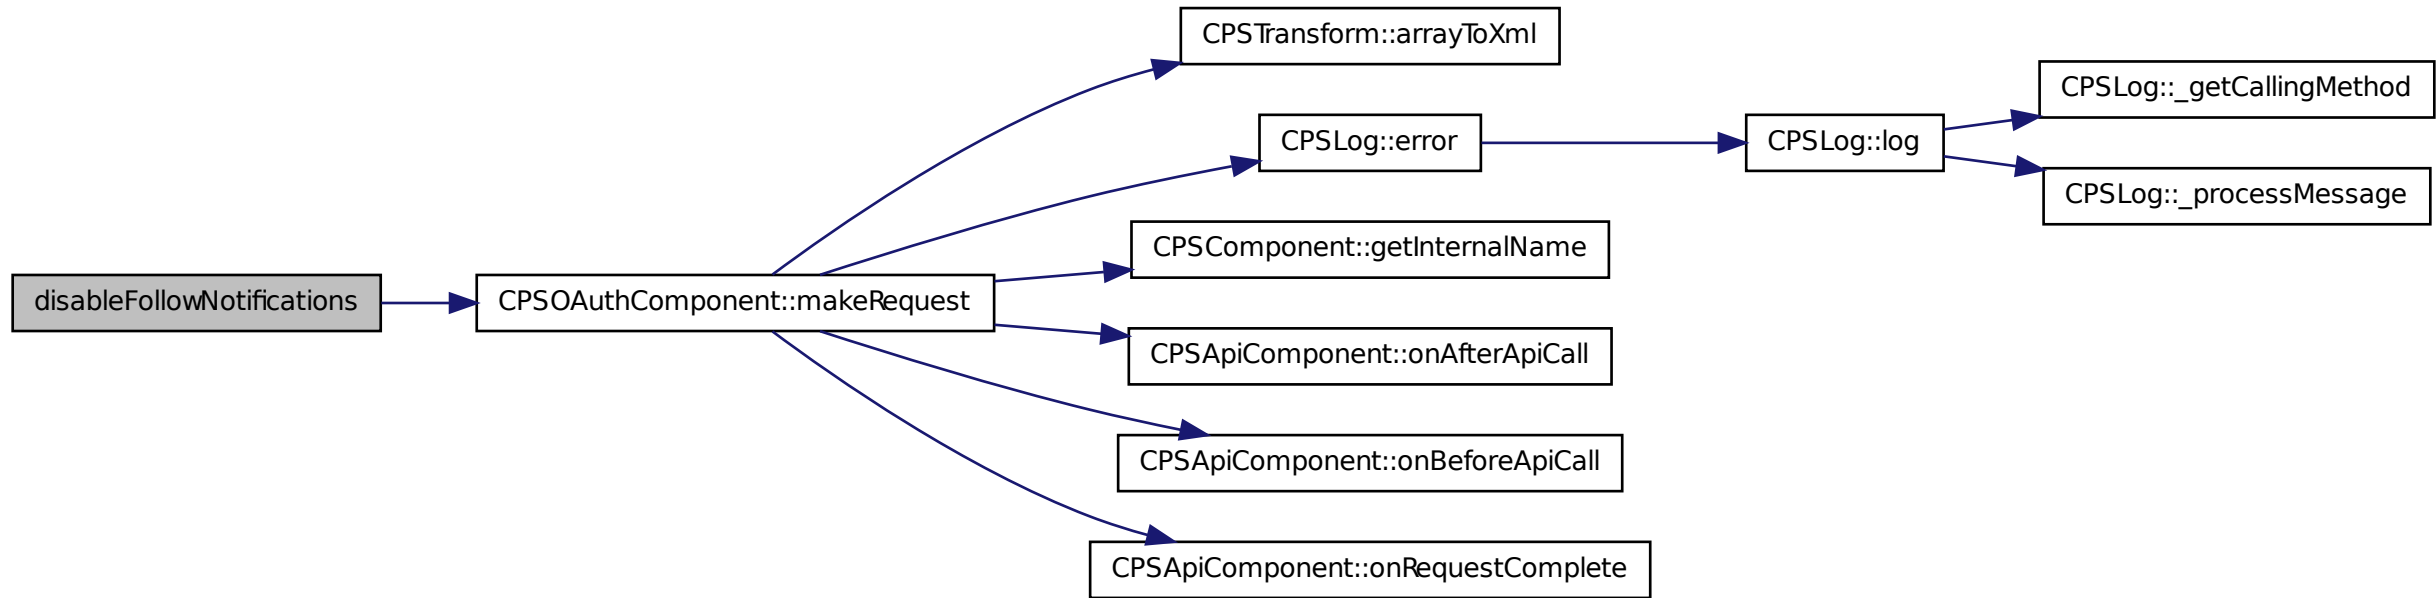 CPSTransform::arrayToXml
CPSLog::_getCallingMethod
CPSLog::error
CPSLog::log
CPSLog::_processMessage
CPSComponent::getInternalName
disableFollowNotifications
CPSOAuthComponent::makeRequest
CPSApiComponent::onAfterApiCall
CPSApiComponent::onBeforeApiCall
CPSApiComponent::onRequestComplete